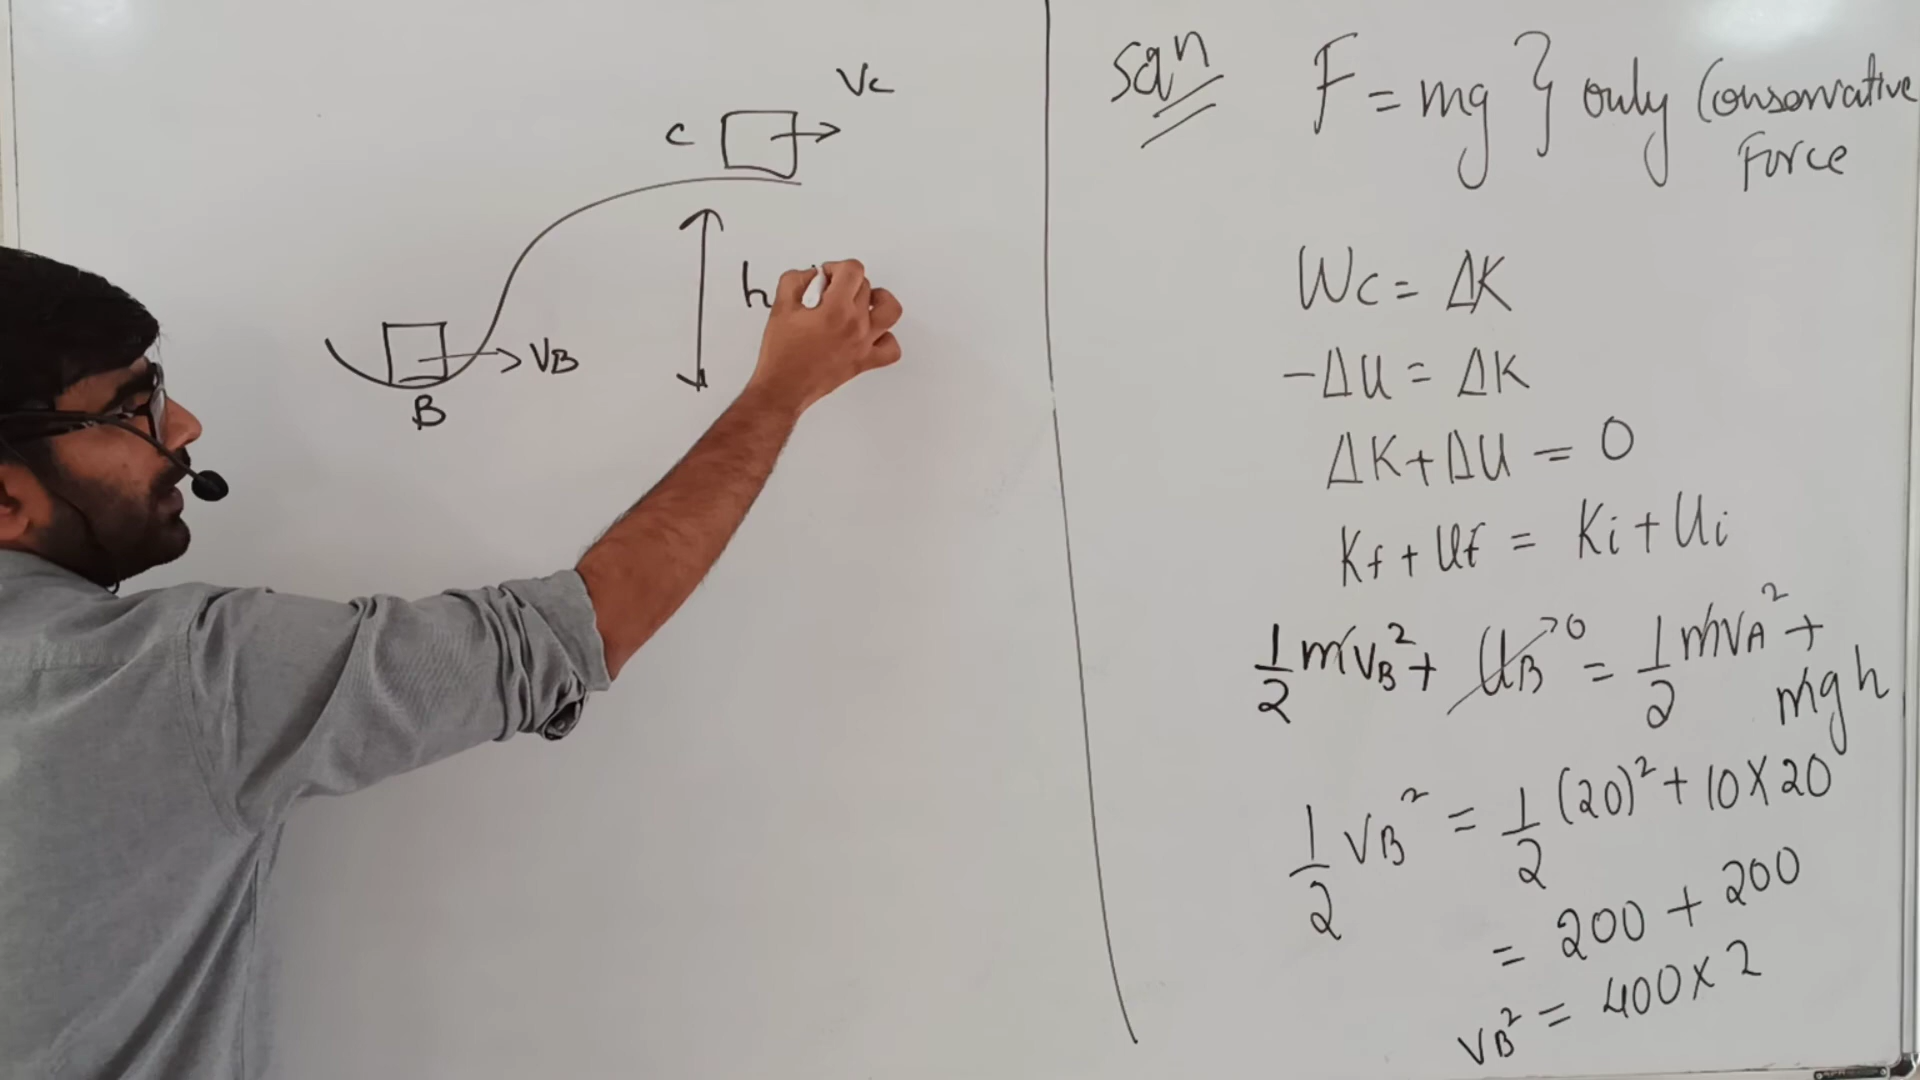 Vc
C
h
VB
B
Soln F = mg } only Conservative
Force
Wc = ΔK
-ΔU = ΔK
ΔK + ΔU = 0
Kf + Uf = Ki + Ui
1/2 mVB² + UB→0 = 1/2 mVA² +
mgh
1/2 VB² = 1/2 (20)² + 10 × 20
= 200 + 200
VB² = 400 × 2